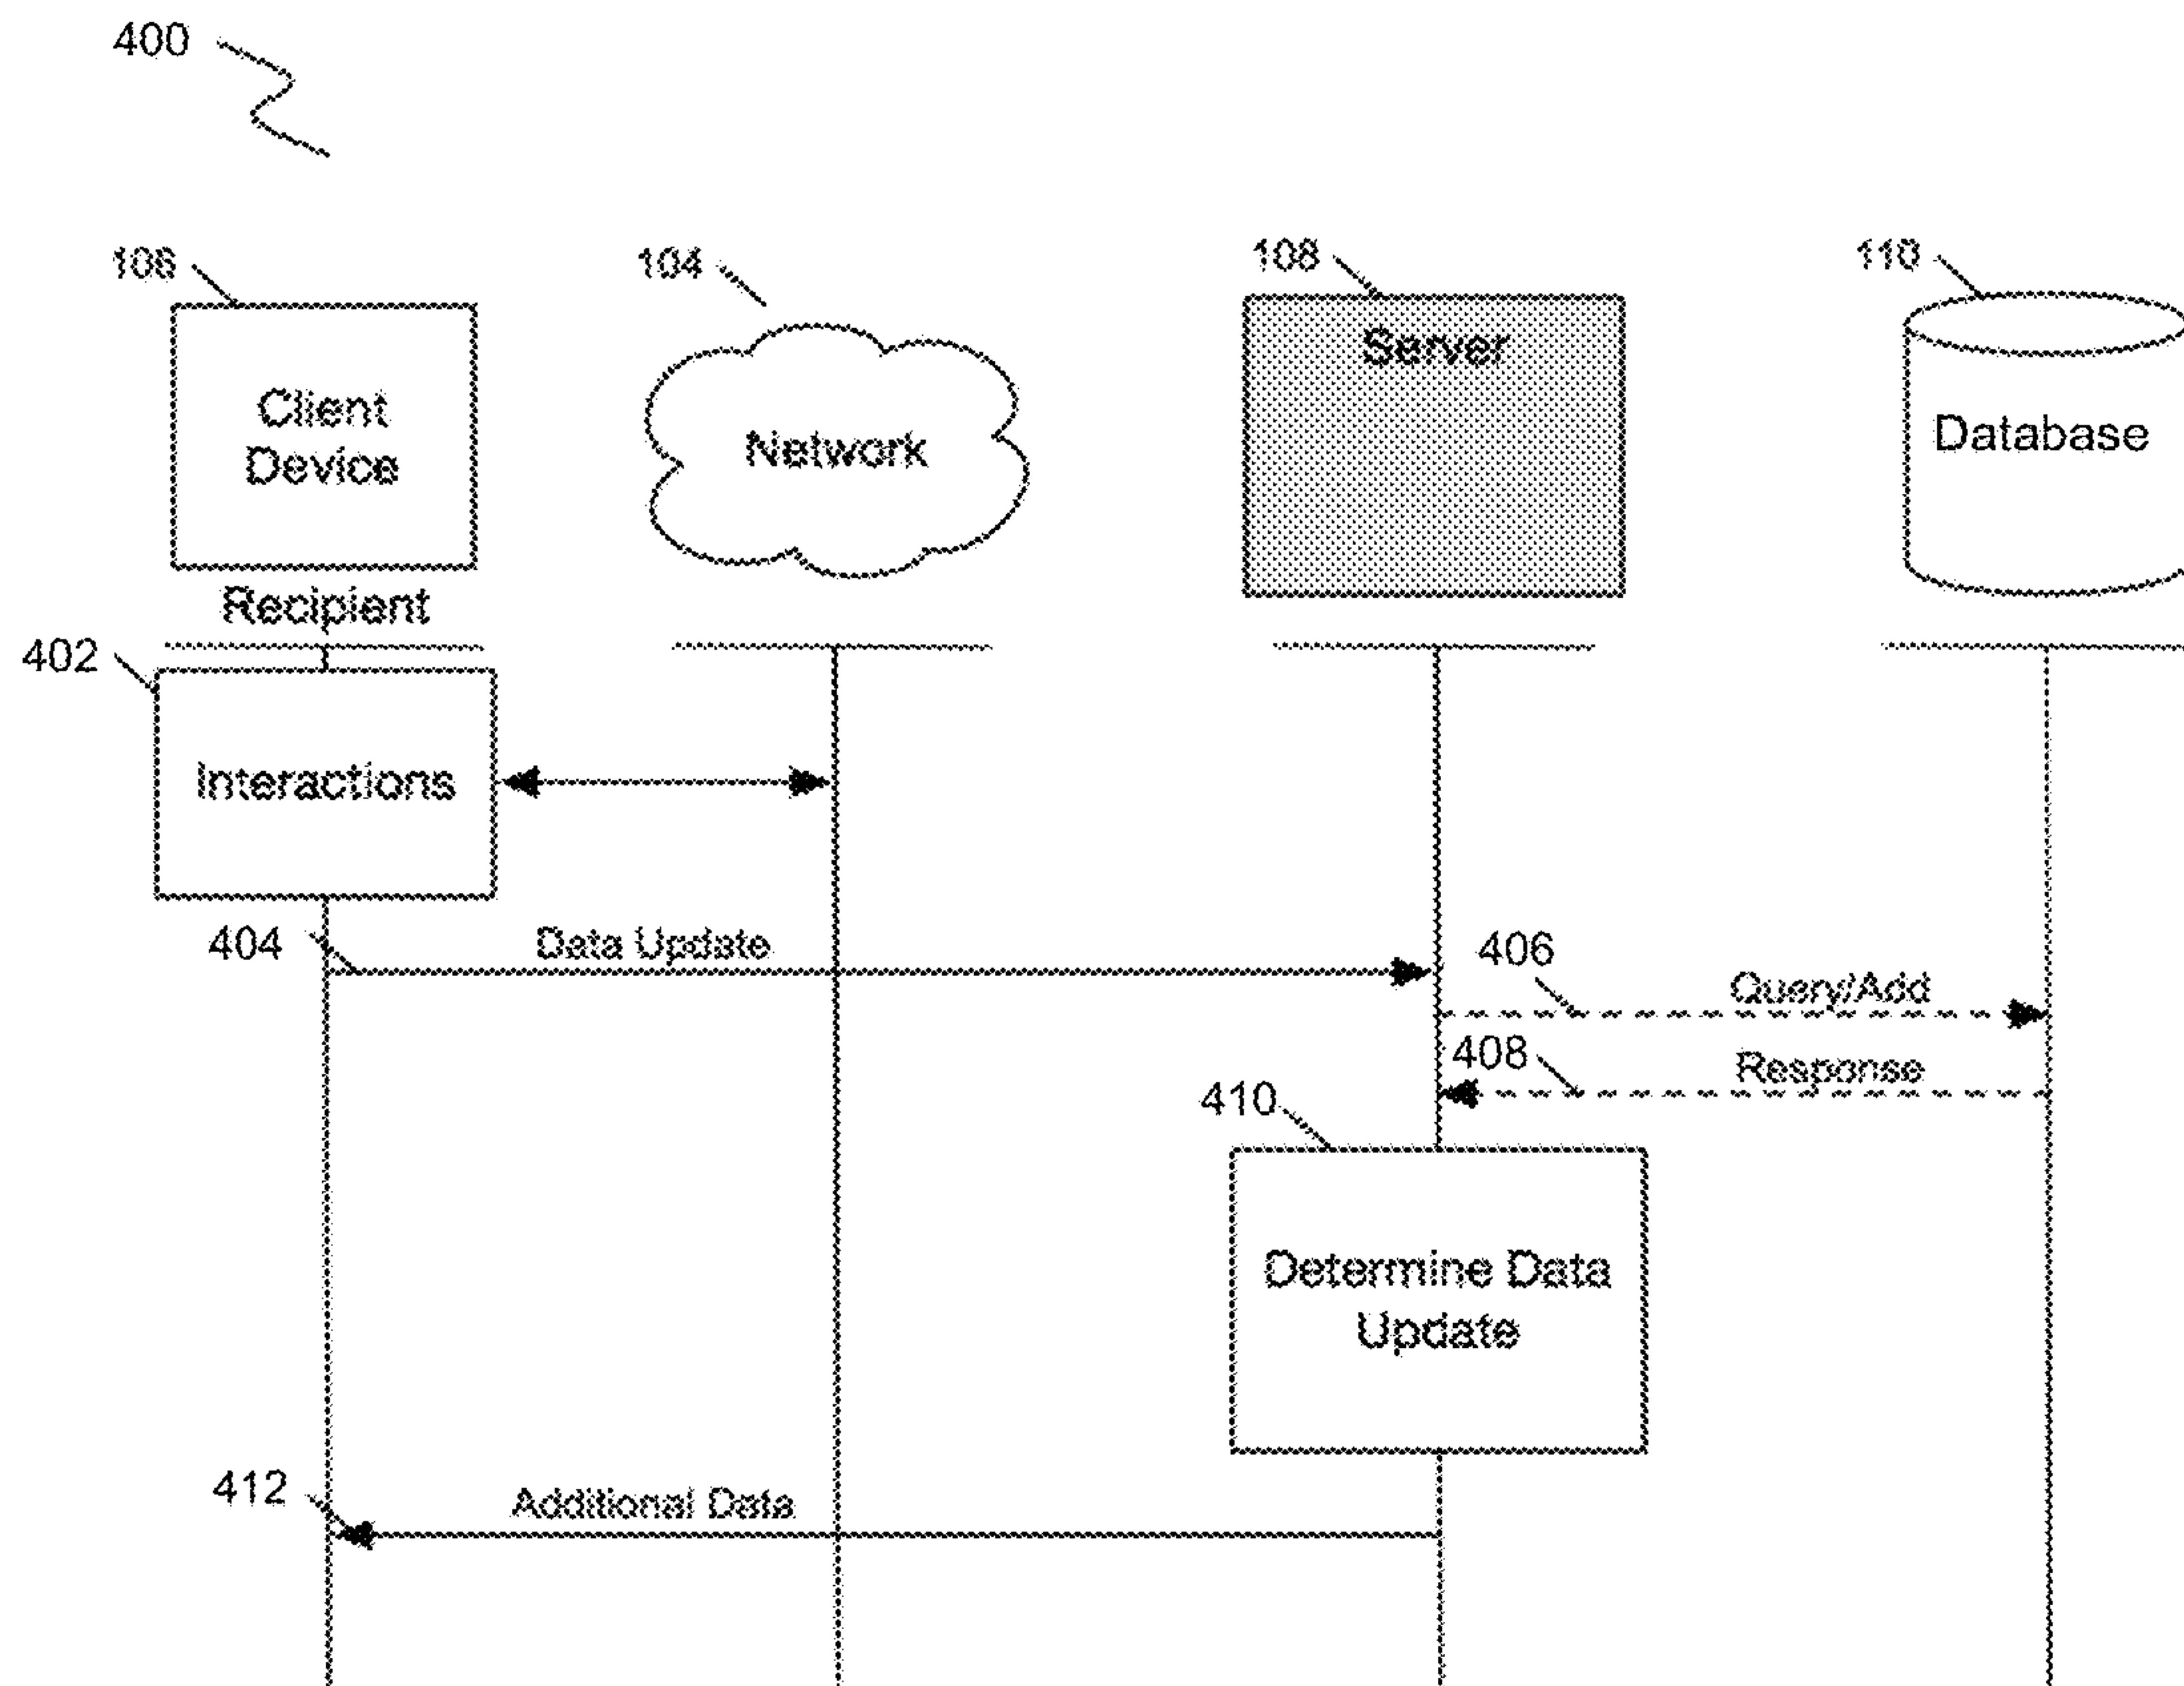 400
104
108
110
Client
Device
Network
Server
Database
Recipient
402
Interactions
404
Data Update
406
Query/Add
408
Response
410
Determine Data
Update
412
Additional Data